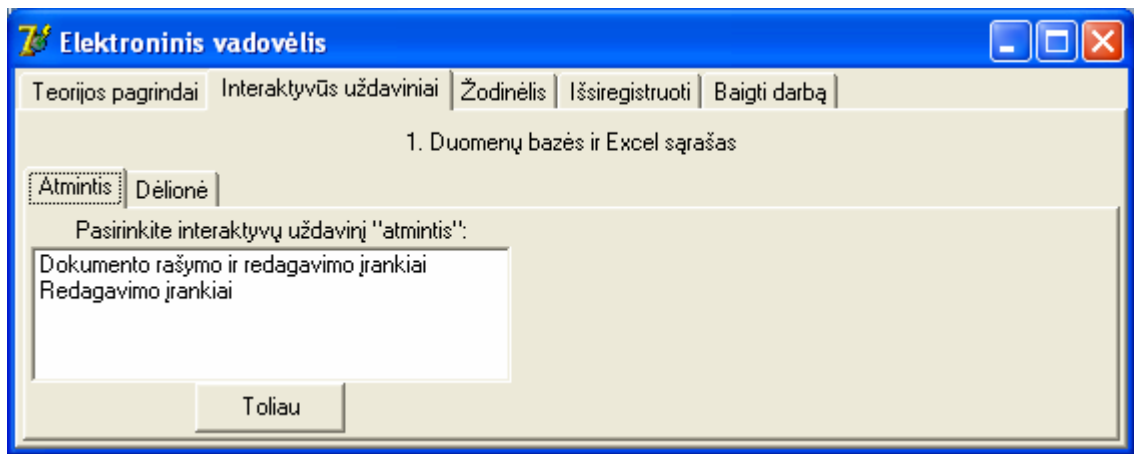 Elektroninis vadovėlis
Teorijos pagrindai Interaktyvūs uždaviniai Žodinėlis Išsiregistruoti Baigti darbą
1. Duomenų bazės ir Excel sąrašas
Atmintis Dėlionė
Pasirinkite interaktyvų uždavinį "atmintis":
Dokumento rašymo ir redagavimo įrankiai
Redagavimo įrankiai
Toliau